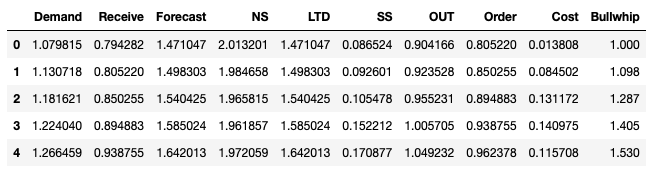 Demand Receive Forecast NS LTD SS OUT Order Cost Bullwhip
0 1.079815 0.794282 1.471047 2.013201 1.471047 0.086524 0.904166 0.805220 0.013808 1.000
1 1.130718 0.805220 1.498303 1.984658 1.498303 0.092601 0.923528 0.850255 0.084502 1.098
2 1.181621 0.850255 1.540425 1.965815 1.540425 0.105478 0.955231 0.894883 0.131172 1.287
3 1.224040 0.894883 1.585024 1.961857 1.585024 0.152212 1.005705 0.938755 0.140975 1.405
4 1.266459 0.938755 1.642013 1.972059 1.642013 0.170877 1.049232 0.962378 0.115708 1.530